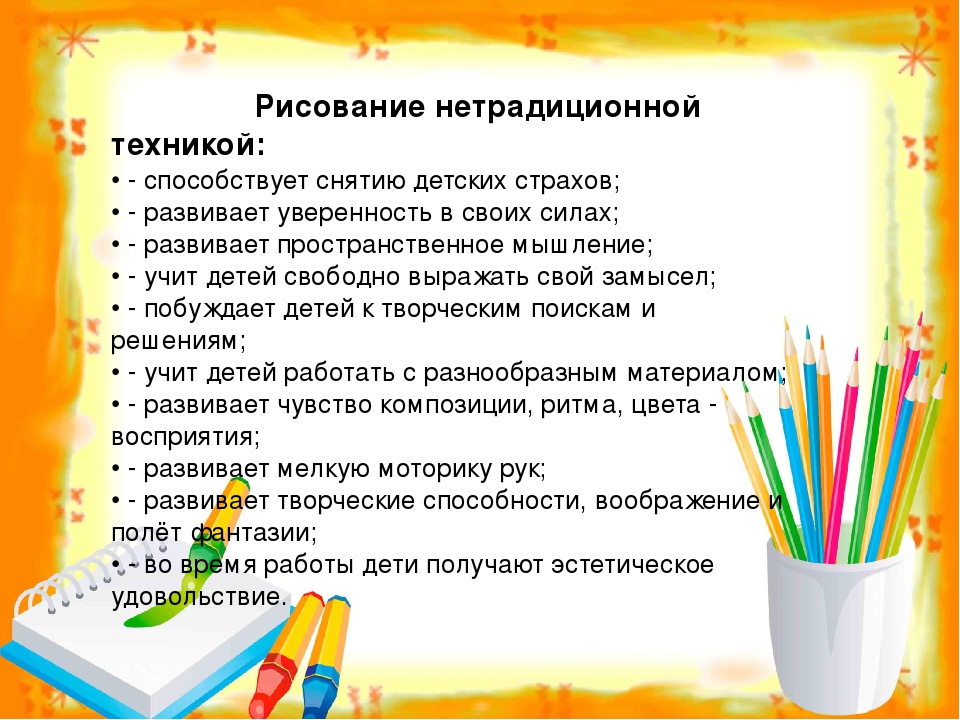 Рисование нетрадиционной
техникой:
• - способствует снятию детских страхов;
• - развивает уверенность в своих силах;
• - развивает пространственное мышление;
• - учит детей свободно выражать свой замысел;
• - побуждает детей к творческим поискам и
решениям;
• - учит детей работать с разнообразным материалом;
• - развивает чувство композиции, ритма, цвета -
восприятия;
• - развивает мелкую моторику рук;
• - развивает творческие способности, воображение и
полёт фантазии;
• - во время работы дети получают эстетическое
удовольствие.